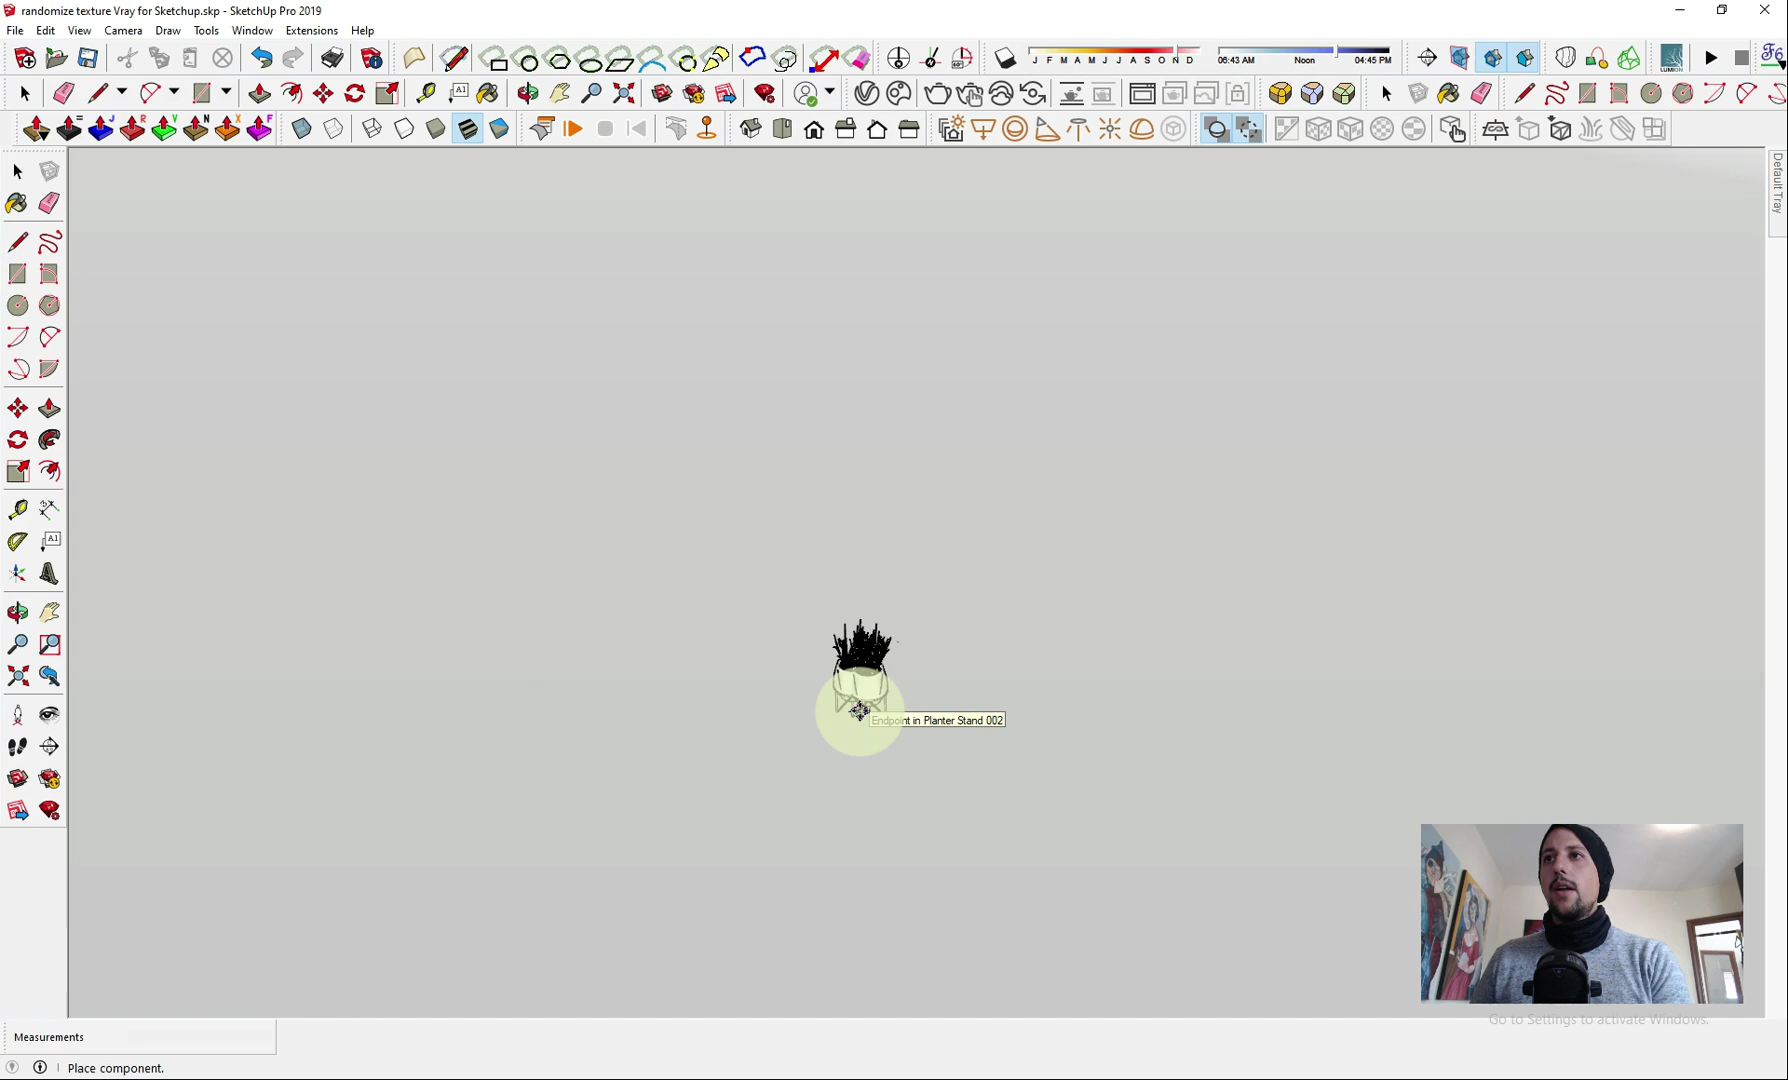 randomize texture Vray for Sketchup.skp - SketchUp Pro 2019
File Edit View Camera Draw Tools Window Extensions Help
J F M A M J J A S O N D
06:43 AM Noon 04:45 PM
LUMION
Default Tray
Endpoint in Planter Stand 002
Go to Settings to activate Windows.
Measurements
Place component.